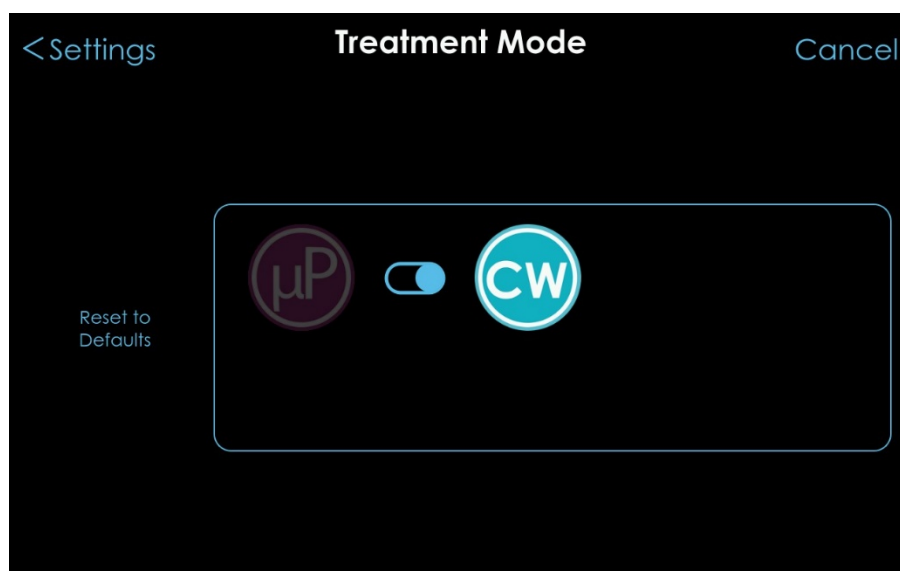 <Settings
Treatment Mode
Cancel
µP
CW
Reset to
Defaults